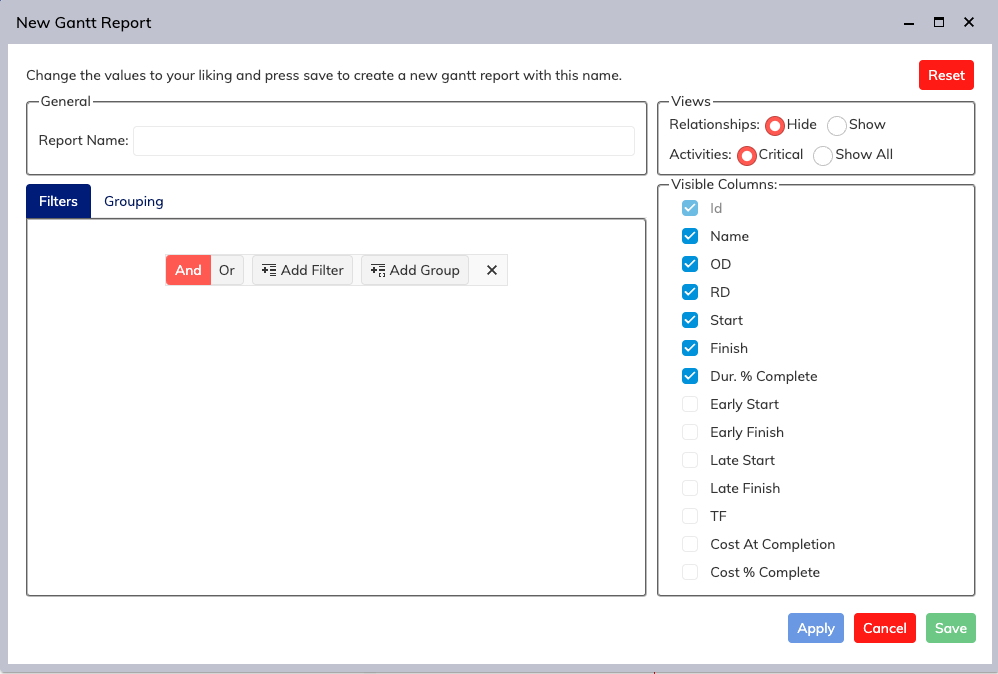 New Gantt Report
Change the values to your liking and press save to create a new gantt report with this name.
Reset
General
Report Name:
Views
Relationships: Hide Show
Activities: Critical Show All
Filters Grouping
And Or Add Filter Add Group
Visible Columns:
Id
Name
OD
RD
Start
Finish
Dur. % Complete
Early Start
Early Finish
Late Start
Late Finish
TF
Cost At Completion
Cost % Complete
Apply Cancel Save